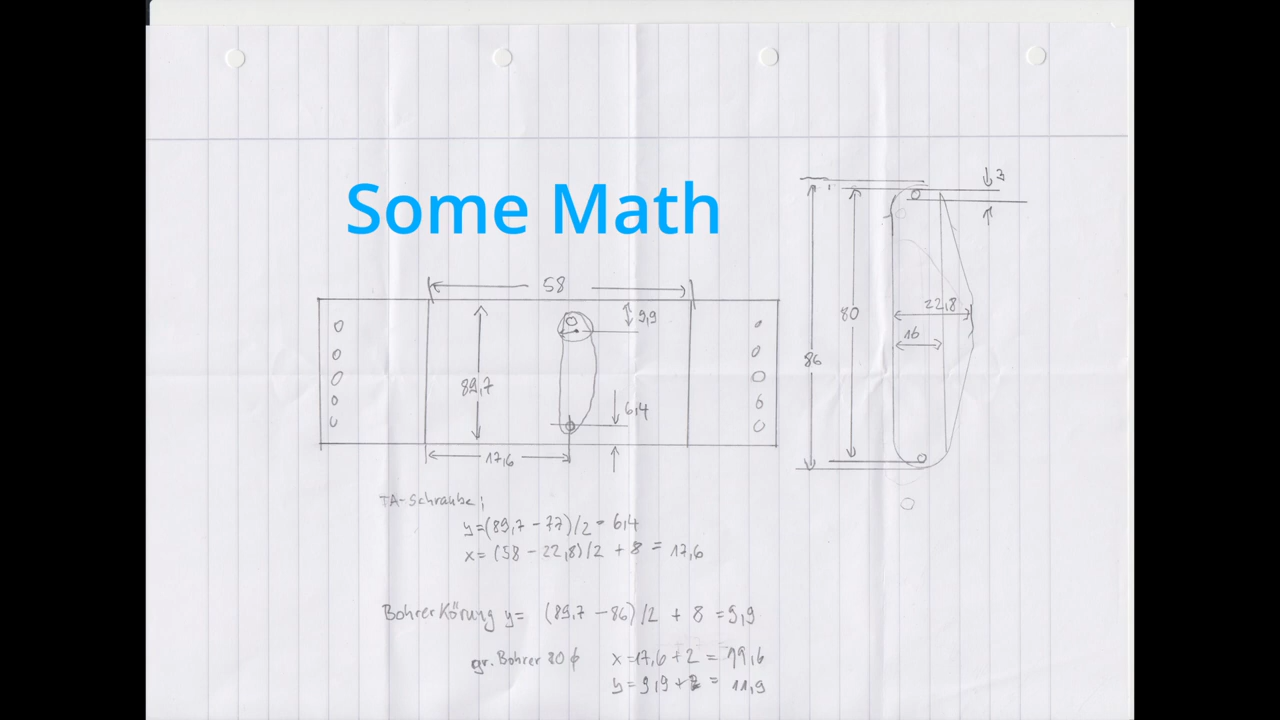 Some Math
3
58
9,9
22,8
80
16
86
89,7
6,4
17,6
TA-Schraube;
y=(89,7-77)/2 = 6,4
x= (58 - 22,8)/2 + 8 = 17,6
BohrerKörung y= (89,7 - 86)/2 + 8 = 9,9
gr. Bohrer 20 ϕ x=17,6+2 = 19,6
y= 9,9+2 = 11,9